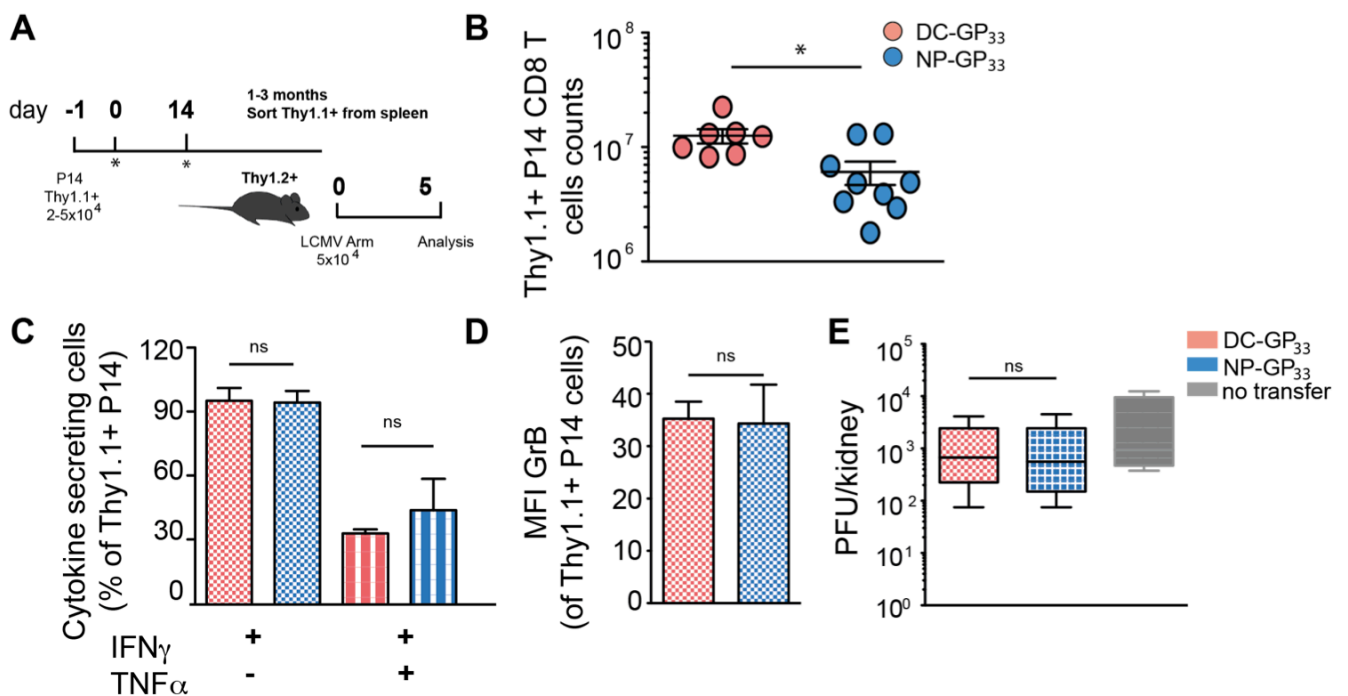 A
day -1 0 14
1-3 months
Sort Thy1.1+ from spleen
* *
P14
Thy1.1+
2-5x10^4
Thy1.2+
0 5
LCMV Arm
5x10^4
Analysis
B
Thy1.1+ P14 CD8 T
cells counts
10^8
10^7
10^6
*
DC-GP33
NP-GP33
C
Cytokine secreting cells
(% of Thy1.1+ P14)
120
90
60
30
0
ns
ns
IFNγ + +
TNFα - +
D
MFI GrB
(of Thy1.1+ P14 cells)
50
40
30
20
10
0
ns
E
PFU/kidney
10^5
10^4
10^3
10^2
10^1
10^0
ns
DC-GP33
NP-GP33
no transfer